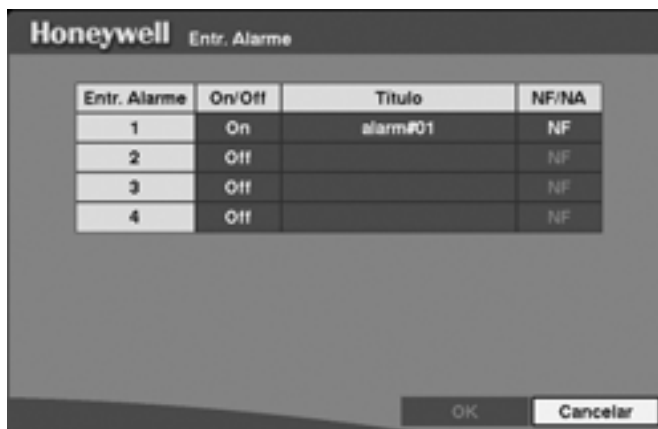 Honeywell Entr. Alarme
Entr. Alarme On/Off Titulo NF/NA
1 On alarm#01 NF
2 Off NF
3 Off NF
4 Off NF
OK Cancelar